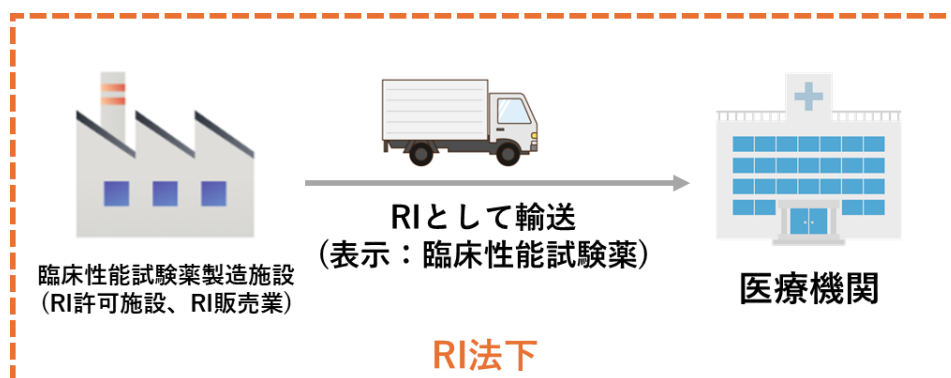 RIとして輸送
(表示：臨床性能試験薬)
臨床性能試験薬製造施設
(RI許可施設、RI販売業)
医療機関
RI法下